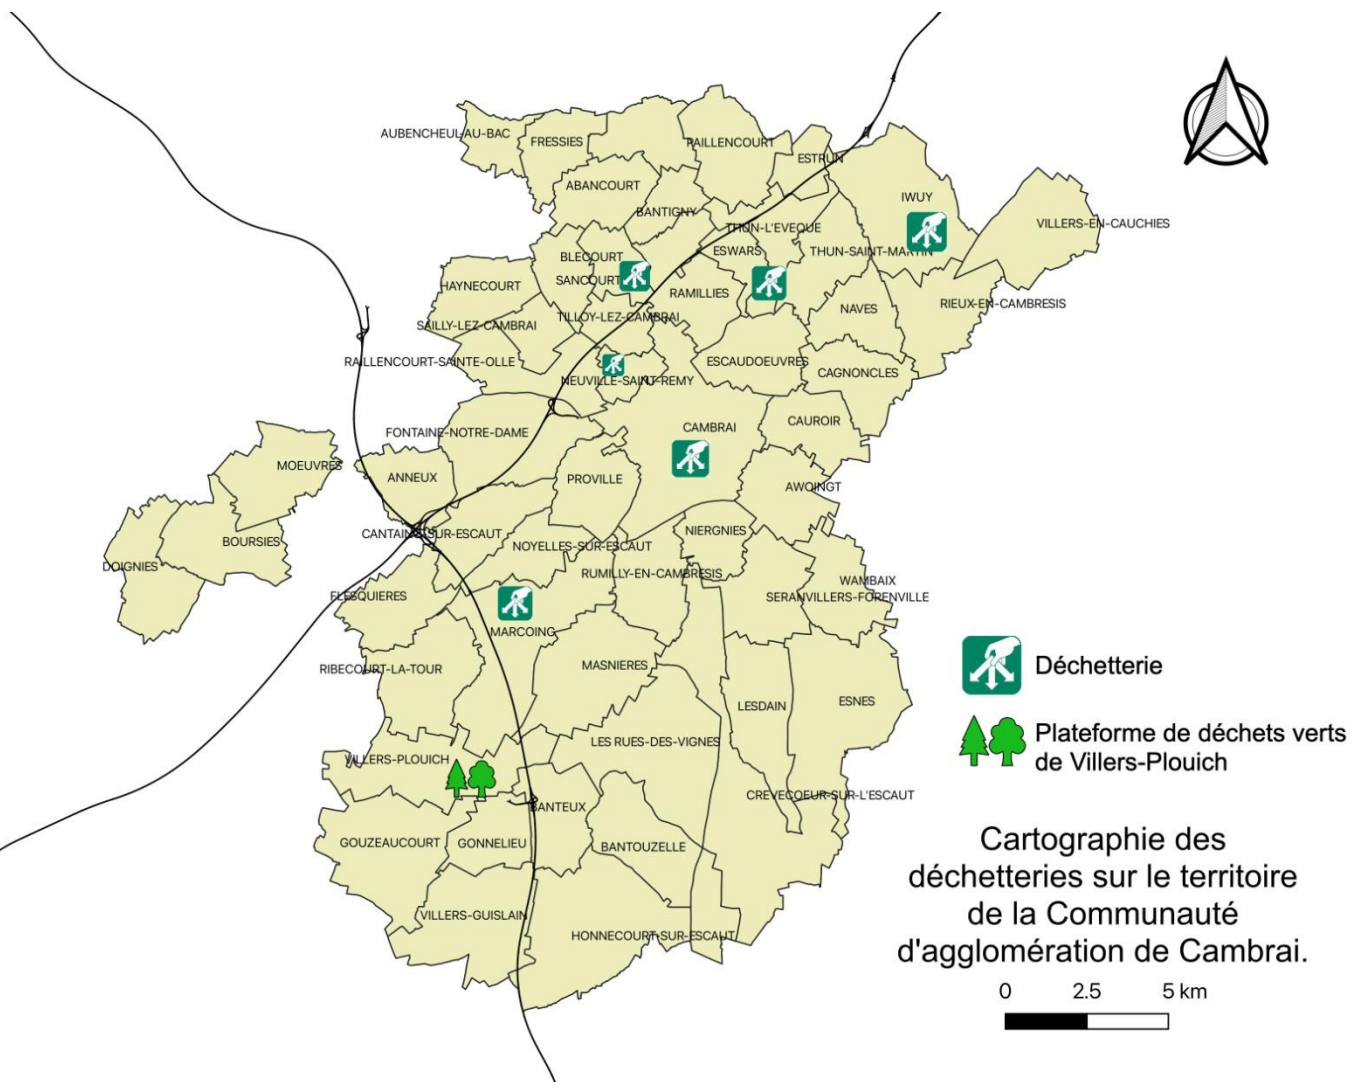 AUBENCHEUL-AU-BAC
FRESSIES
PAILLENCOURT
ESTRUN
ABANCOURT
IWUY
BANTIGNY
THUN-L'EVEQUE
VILLERS-EN-CAUCHIES
BLECOURT
ESWARS
THUN-SAINT-MARTIN
HAYNECOURT
SANCOURT
RAMILLIES
NAVES
RIEUX-EN-CAMBRESIS
SAILLY-LEZ-CAMBRAI
TILLOY-LEZ-CAMBRAI
RAILLENCOURT-SAINTE-OLLE
ESCAUDOEUVRES
CAGNONCLES
NEUVILLE-SAINT-REMY
FONTAINE-NOTRE-DAME
CAMBRAI
CAUROIR
MOEUVRES
ANNEUX
PROVILLE
AWOINGT
BOURSIES
CANTAING-SUR-ESCAUT
NOYELLES-SUR-ESCAUT
NIERGNIES
DOIGNIES
RUMILLY-EN-CAMBRESIS
WAMBAIX
FLESQUIERES
SERANVILLERS-FORENVILLE
MARCOING
RIBECOURT-LA-TOUR
MASNIERES
LESDAIN
ESNES
LES RUES-DES-VIGNES
VILLERS-PLOUICH
CREVECOEUR-SUR-L'ESCAUT
BANTEUX
GOUZEAUCOURT
GONNELIEU
BANTOUZELLE
VILLERS-GUISLAIN
HONNECOURT-SUR-ESCAUT
Déchetterie
Plateforme de déchets verts
de Villers-Plouich
Cartographie des
déchetteries sur le territoire
de la Communauté
d'agglomération de Cambrai.
0 2.5 5 km